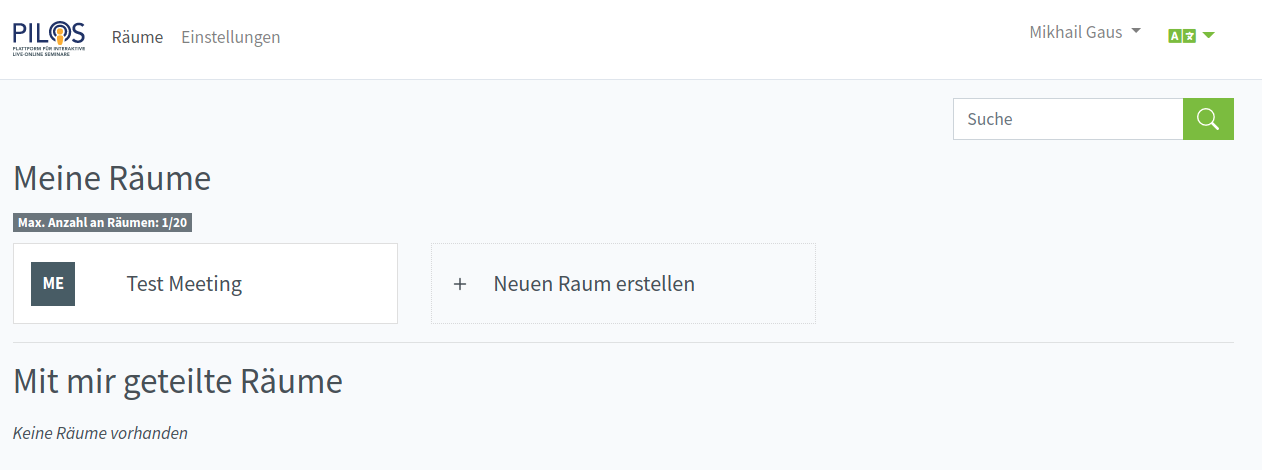 PILOS
PLATTFORM FÜR INTERAKTIVE
LIVE-ONLINE SEMINARE
Räume Einstellungen
Mikhail Gaus
A
Suche
Meine Räume
Max. Anzahl an Räumen: 1/20
ME Test Meeting
+ Neuen Raum erstellen
Mit mir geteilte Räume
Keine Räume vorhanden